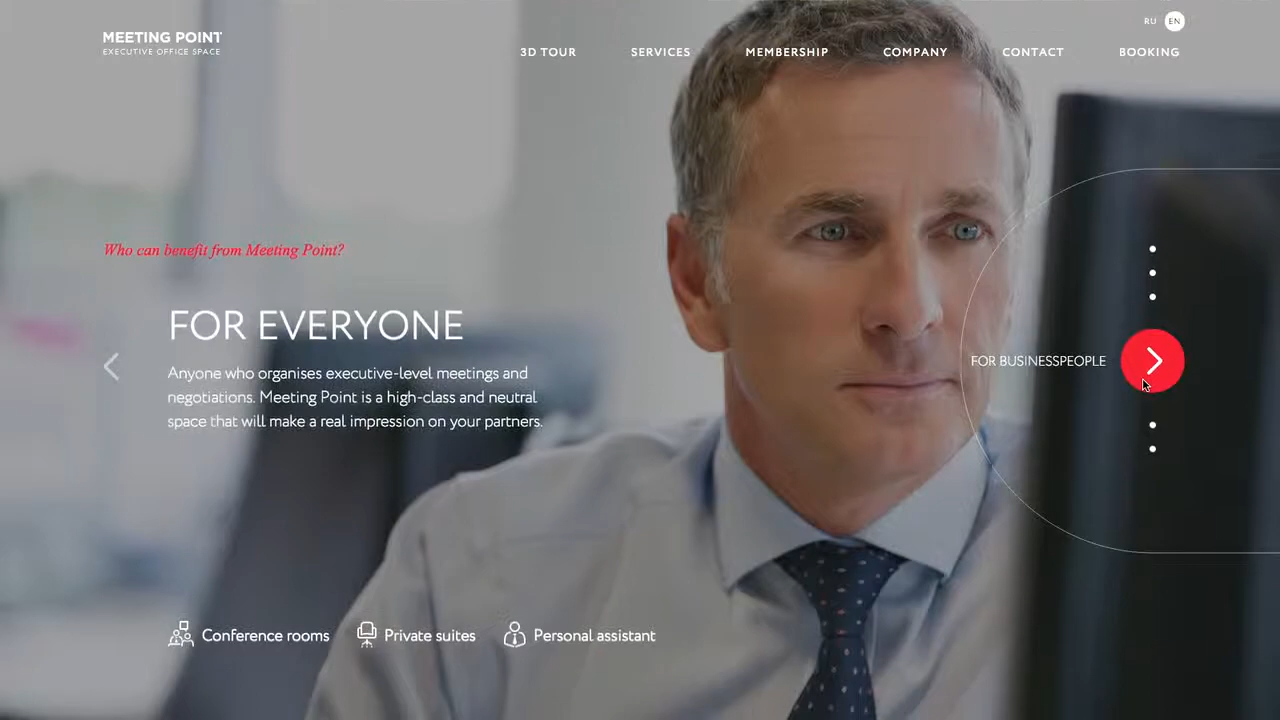 RU EN
MEETING POINT
EXECUTIVE OFFICE SPACE
3D TOUR SERVICES MEMBERSHIP COMPANY CONTACT BOOKING
Who can benefit from Meeting Point?
FOR EVERYONE
Anyone who organises executive-level meetings and
negotiations. Meeting Point is a high-class and neutral
space that will make a real impression on your partners.
FOR BUSINESSPEOPLE
Conference rooms Private suites Personal assistant